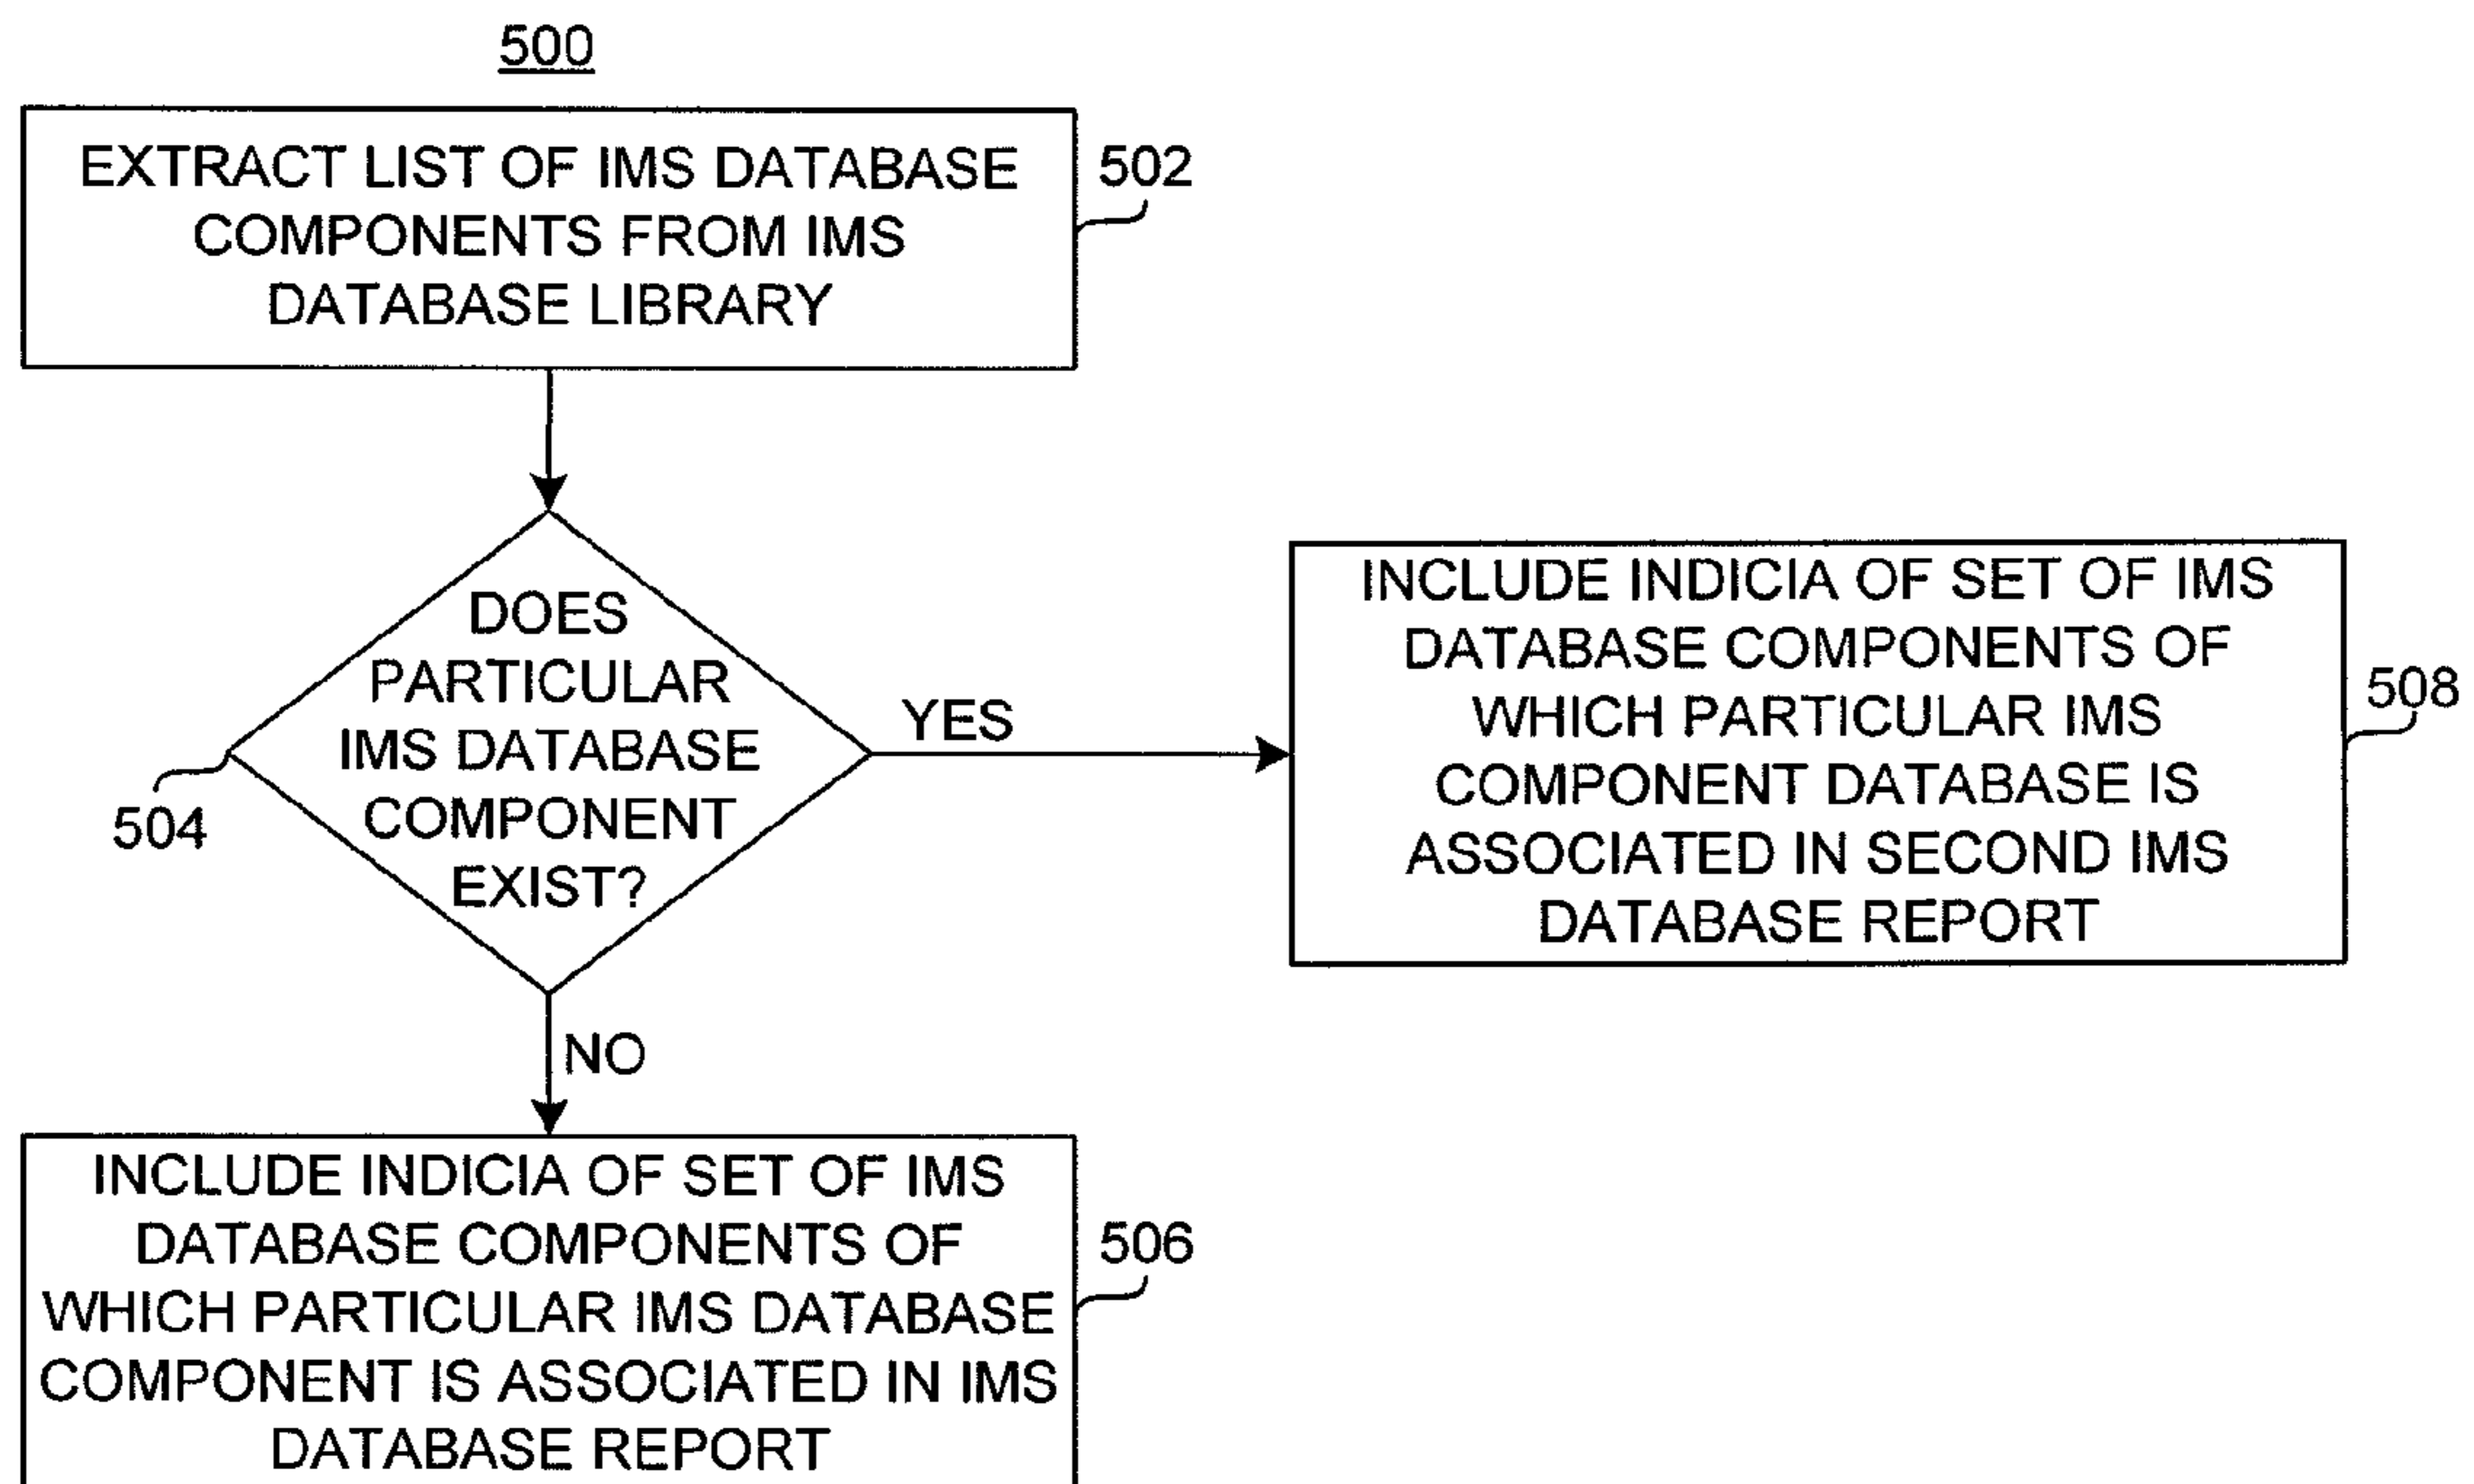 500
EXTRACT LIST OF IMS DATABASE
COMPONENTS FROM IMS
DATABASE LIBRARY
502
DOES
PARTICULAR
IMS DATABASE
COMPONENT
EXIST?
504
YES
INCLUDE INDICIA OF SET OF IMS
DATABASE COMPONENTS OF
WHICH PARTICULAR IMS
COMPONENT DATABASE IS
ASSOCIATED IN SECOND IMS
DATABASE REPORT
508
NO
INCLUDE INDICIA OF SET OF IMS
DATABASE COMPONENTS OF
WHICH PARTICULAR IMS DATABASE
COMPONENT IS ASSOCIATED IN IMS
DATABASE REPORT
506